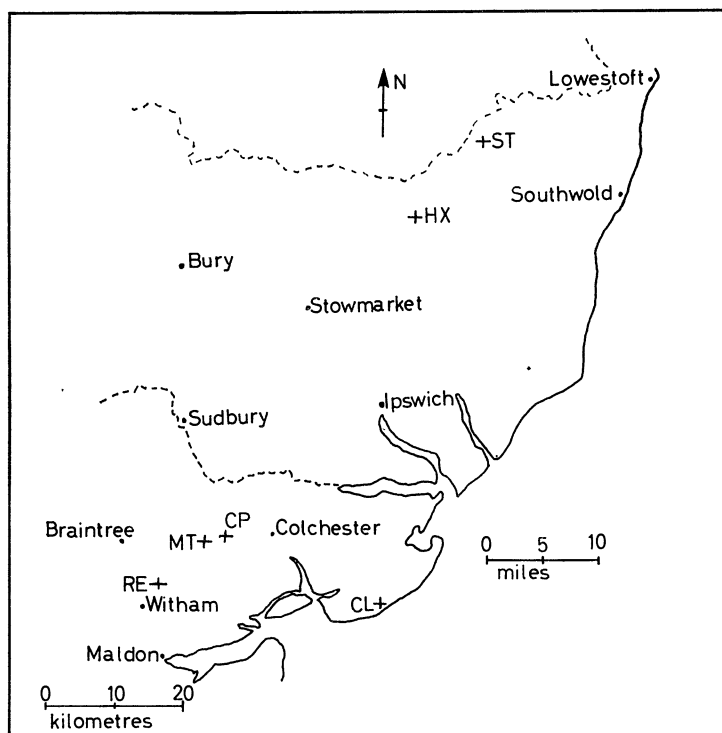 Lowestoft
N
ST
Southwold
HX
Bury
Stowmarket
Ipswich
Sudbury
CP
Braintree
MT
Colchester
0 5 10
miles
RE
Witham
CL
Maldon
0 10 20
kilometres